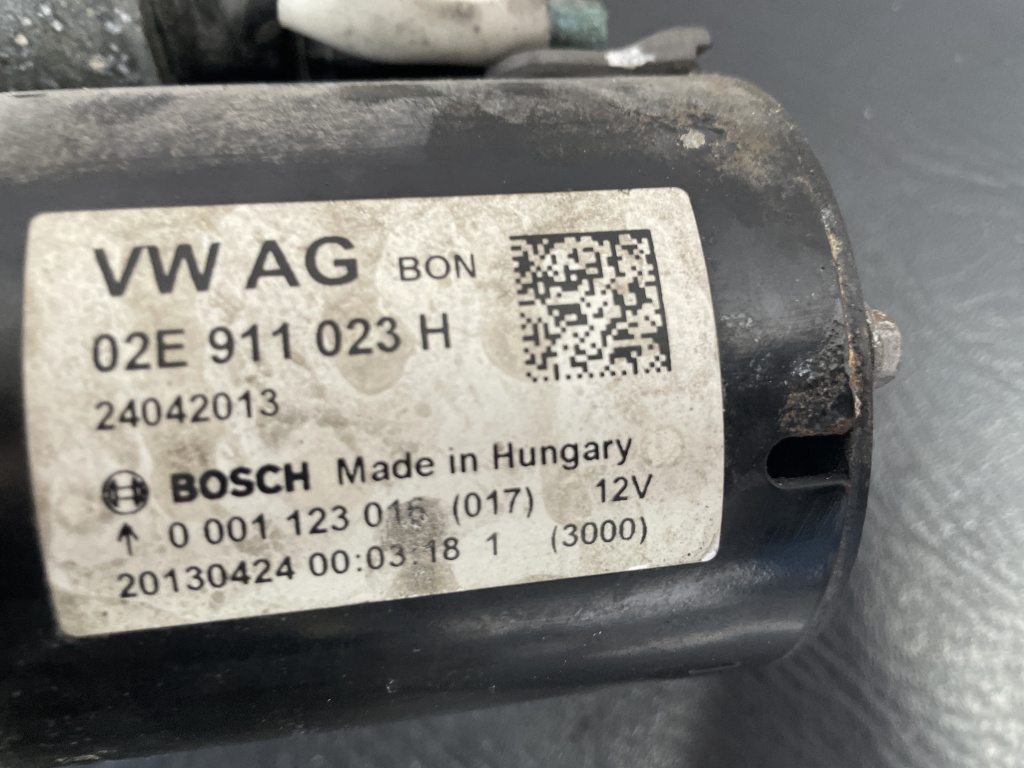 VW AG BON
02E 911 023 H
24042013
BOSCH Made in Hungary
↑ 0 001 123 (017) 12V
20130424 00:03:18 1 (3000)